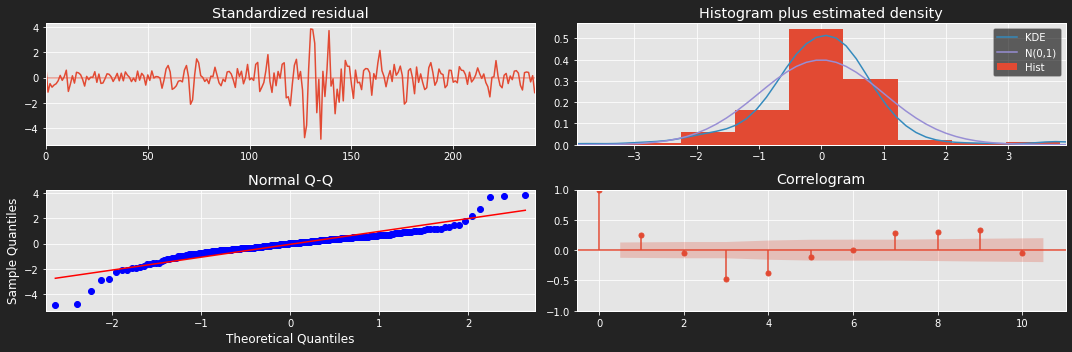 Standardized residual
4
2
0
−2
−4
0 50 100 150 200
Histogram plus estimated density
0.5
0.4
0.3
0.2
0.1
0.0
KDE
N(0,1)
Hist
−3 −2 −1 0 1 2 3
Normal Q-Q
Sample Quantiles
4
2
0
−2
−4
−2 −1 0 1 2
Theoretical Quantiles
Correlogram
1.0
0.5
0.0
−0.5
−1.0
0 2 4 6 8 10